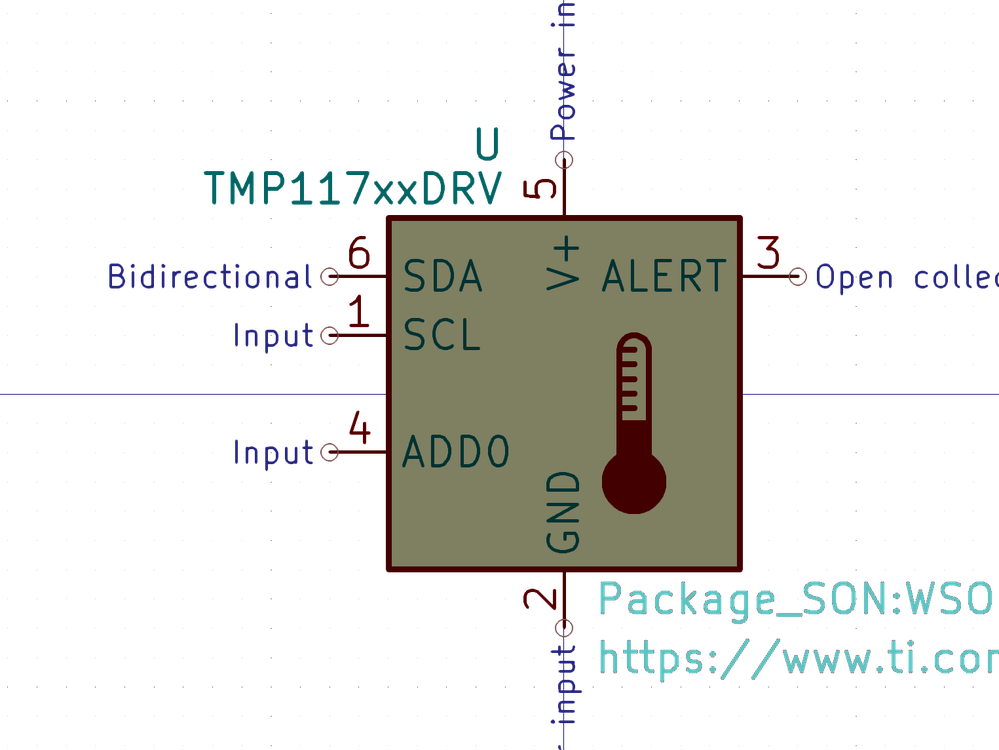 Power in
U
TMP117xxDRV
5
6
3
Bidirectional
SDA
V+
ALERT
Open collec
1
Input
SCL
4
Input
ADD0
GND
2
Package_SON:WSO
https://www.ti.com
input